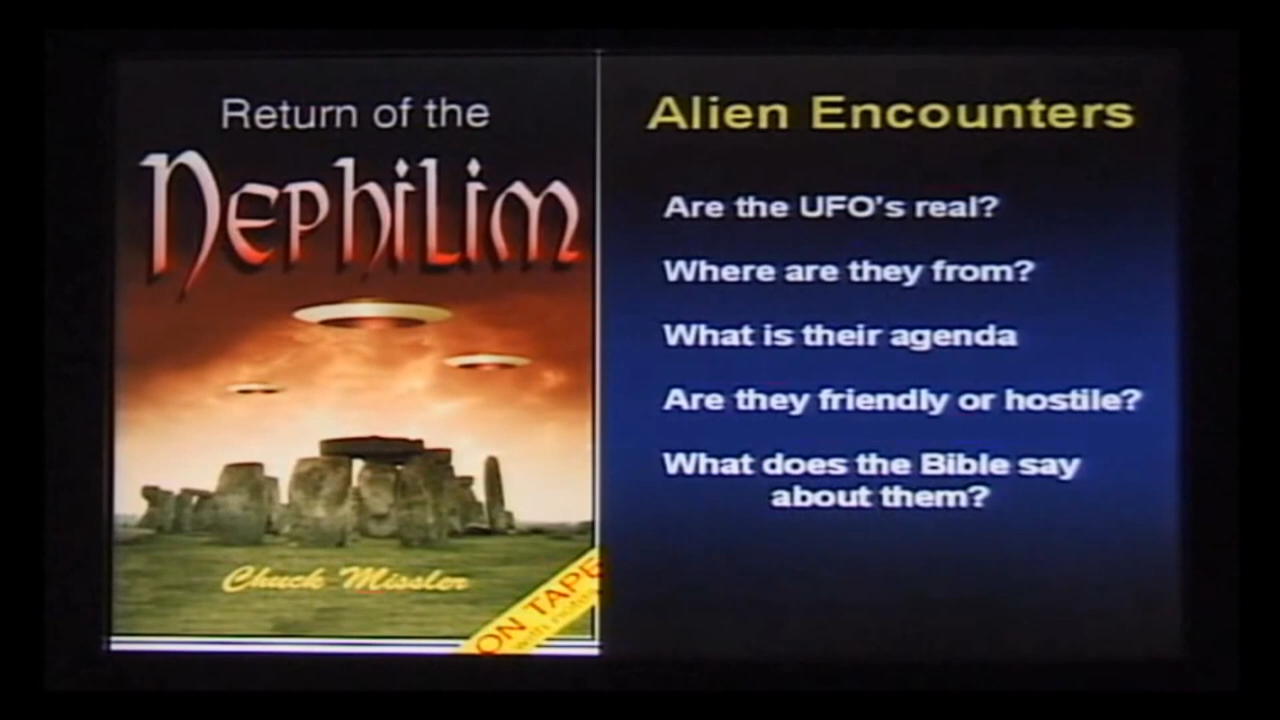 Return of the
Nephilim
Chuck Missler
ON TAPE
Alien Encounters
Are the UFO's real?
Where are they from?
What is their agenda
Are they friendly or hostile?
What does the Bible say
about them?